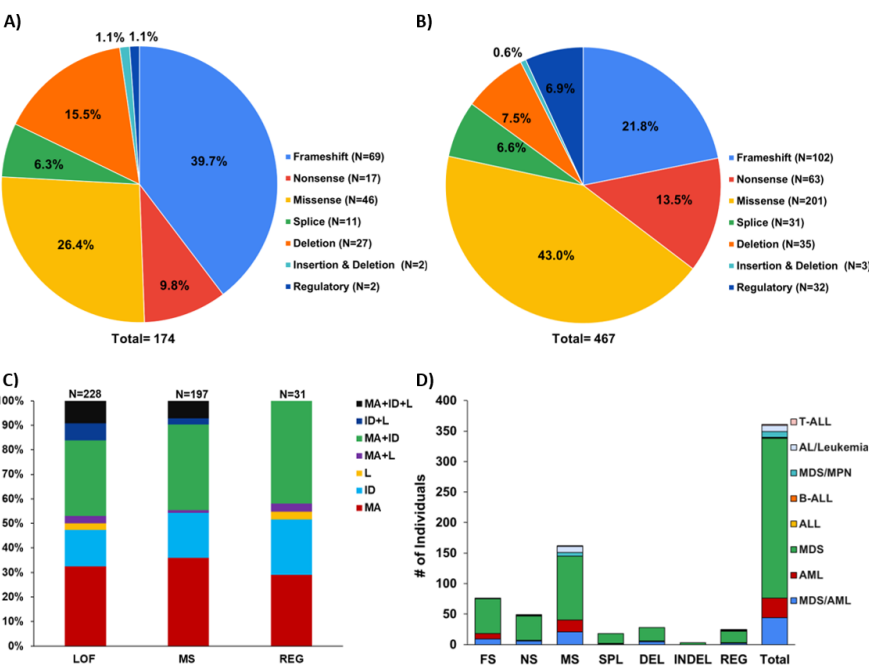 A)
1.1%
1.1%
15.5%
39.7%
6.3%
26.4%
9.8%
Frameshift (N=69)
Nonsense (N=17)
Missense (N=46)
Splice (N=11)
Deletion (N=27)
Insertion & Deletion (N=2)
Regulatory (N=2)
Total= 174
B)
0.6%
6.9%
7.5%
21.8%
6.6%
13.5%
43.0%
Frameshift (N=102)
Nonsense (N=63)
Missense (N=201)
Splice (N=31)
Deletion (N=35)
Insertion & Deletion (N=3)
Regulatory (N=32)
Total= 467
C)
N=228
N=197
N=31
100%
90%
80%
70%
60%
50%
40%
30%
20%
10%
0%
LOF
MS
REG
MA+ID+L
ID+L
MA+ID
MA+L
L
ID
MA
D)
# of Individuals
400
350
300
250
200
150
100
50
0
FS
NS
MS
SPL
DEL
INDEL
REG
Total
T-ALL
AL/Leukemia
MDS/MPN
B-ALL
ALL
MDS
AML
MDS/AML